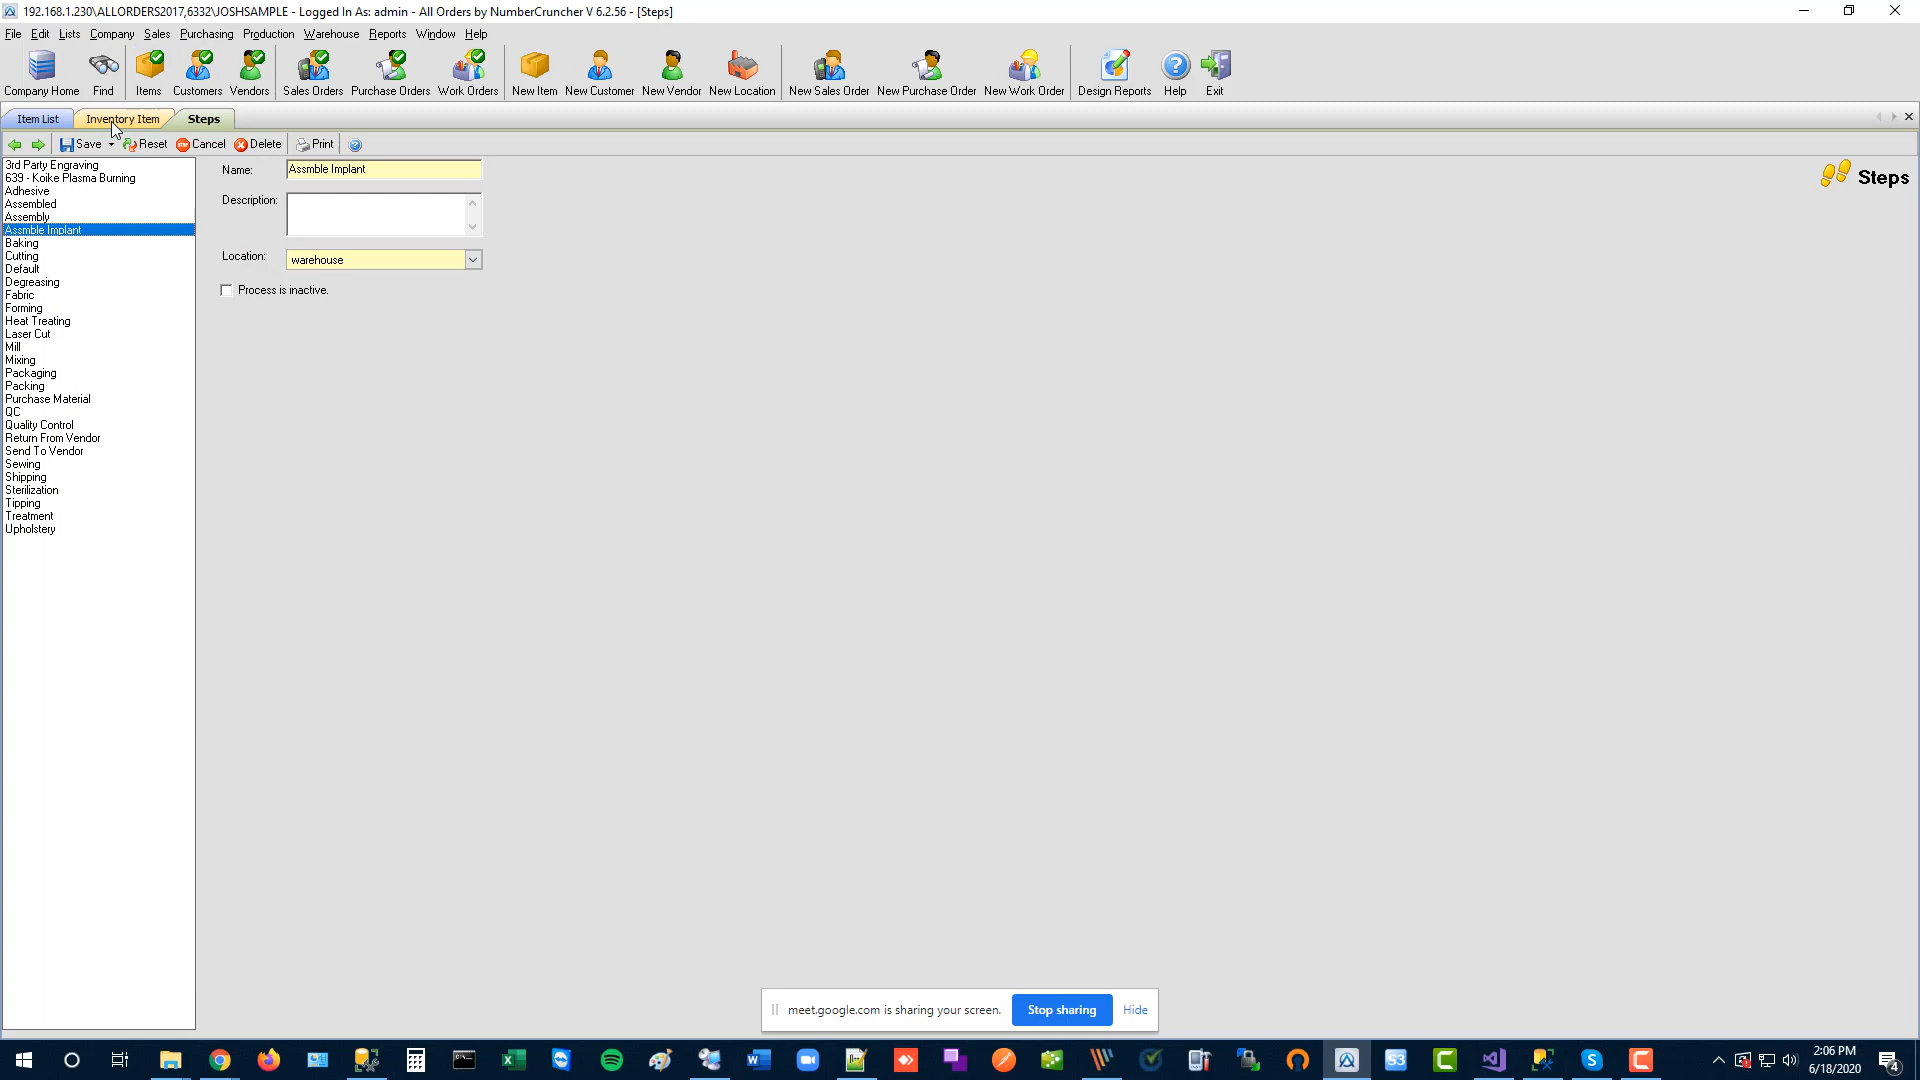 192.168.1.230\ALLORDERS2017,6332\JOSHSAMPLE - Logged In As: admin - All Orders by NumberCruncher V 6.2.56 - [Steps]
File Edit Lists Company Sales Purchasing Production Warehouse Reports Window Help
Company Home Find Items Customers Vendors Sales Orders Purchase Orders Work Orders New Item New Customer New Vendor New Location New Sales Order New Purchase Order New Work Order Design Reports Help Exit
Item List Inventory Item Steps
Save Reset Cancel Delete Print
3rd Party Engraving
639 - Koike Plasma Burning
Adhesive
Assembled
Assembly
Assmble Implant
Baking
Cutting
Default
Degreasing
Fabric
Forming
Heat Treating
Laser Cut
Mill
Mixing
Packaging
Packing
Purchase Material
QC
Quality Control
Return From Vendor
Send To Vendor
Sewing
Shipping
Sterilization
Tipping
Treatment
Upholstery
Name: Assmble Implant
Description:
Location: warehouse
Process is inactive.
Steps
meet.google.com is sharing your screen. Stop sharing Hide
2:06 PM
6/18/2020
4